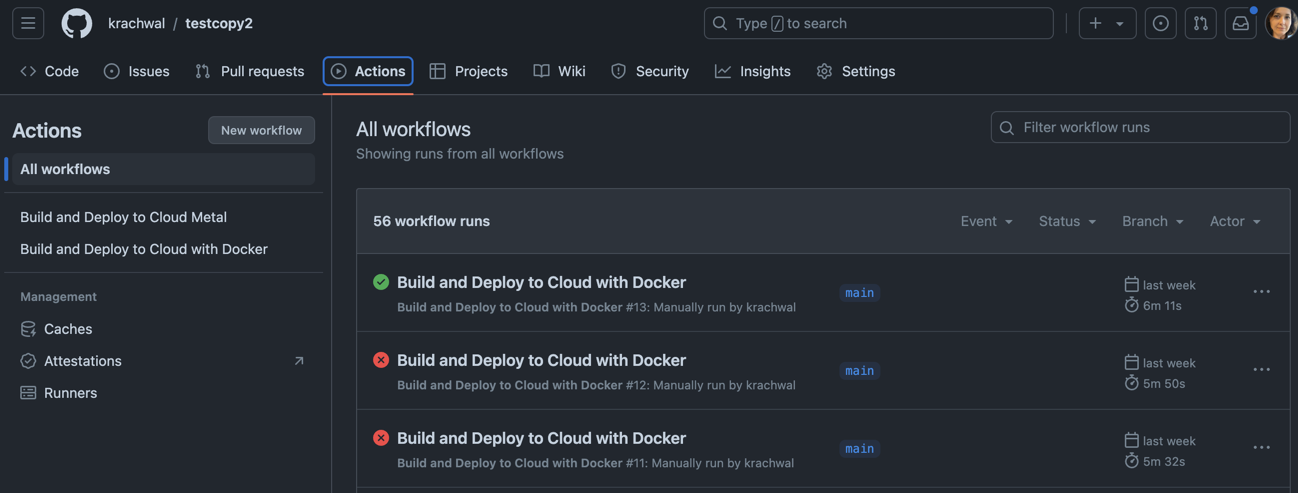 krachwal / testcopy2
Type / to search
Code Issues Pull requests Actions Projects Wiki Security Insights Settings
Actions
New workflow
All workflows
Build and Deploy to Cloud Metal
Build and Deploy to Cloud with Docker
Management
Caches
Attestations
Runners
All workflows
Showing runs from all workflows
Filter workflow runs
56 workflow runs
Event Status Branch Actor
Build and Deploy to Cloud with Docker
Build and Deploy to Cloud with Docker #13: Manually run by krachwal
main
last week
6m 11s
Build and Deploy to Cloud with Docker
Build and Deploy to Cloud with Docker #12: Manually run by krachwal
main
last week
5m 50s
Build and Deploy to Cloud with Docker
Build and Deploy to Cloud with Docker #11: Manually run by krachwal
main
last week
5m 32s